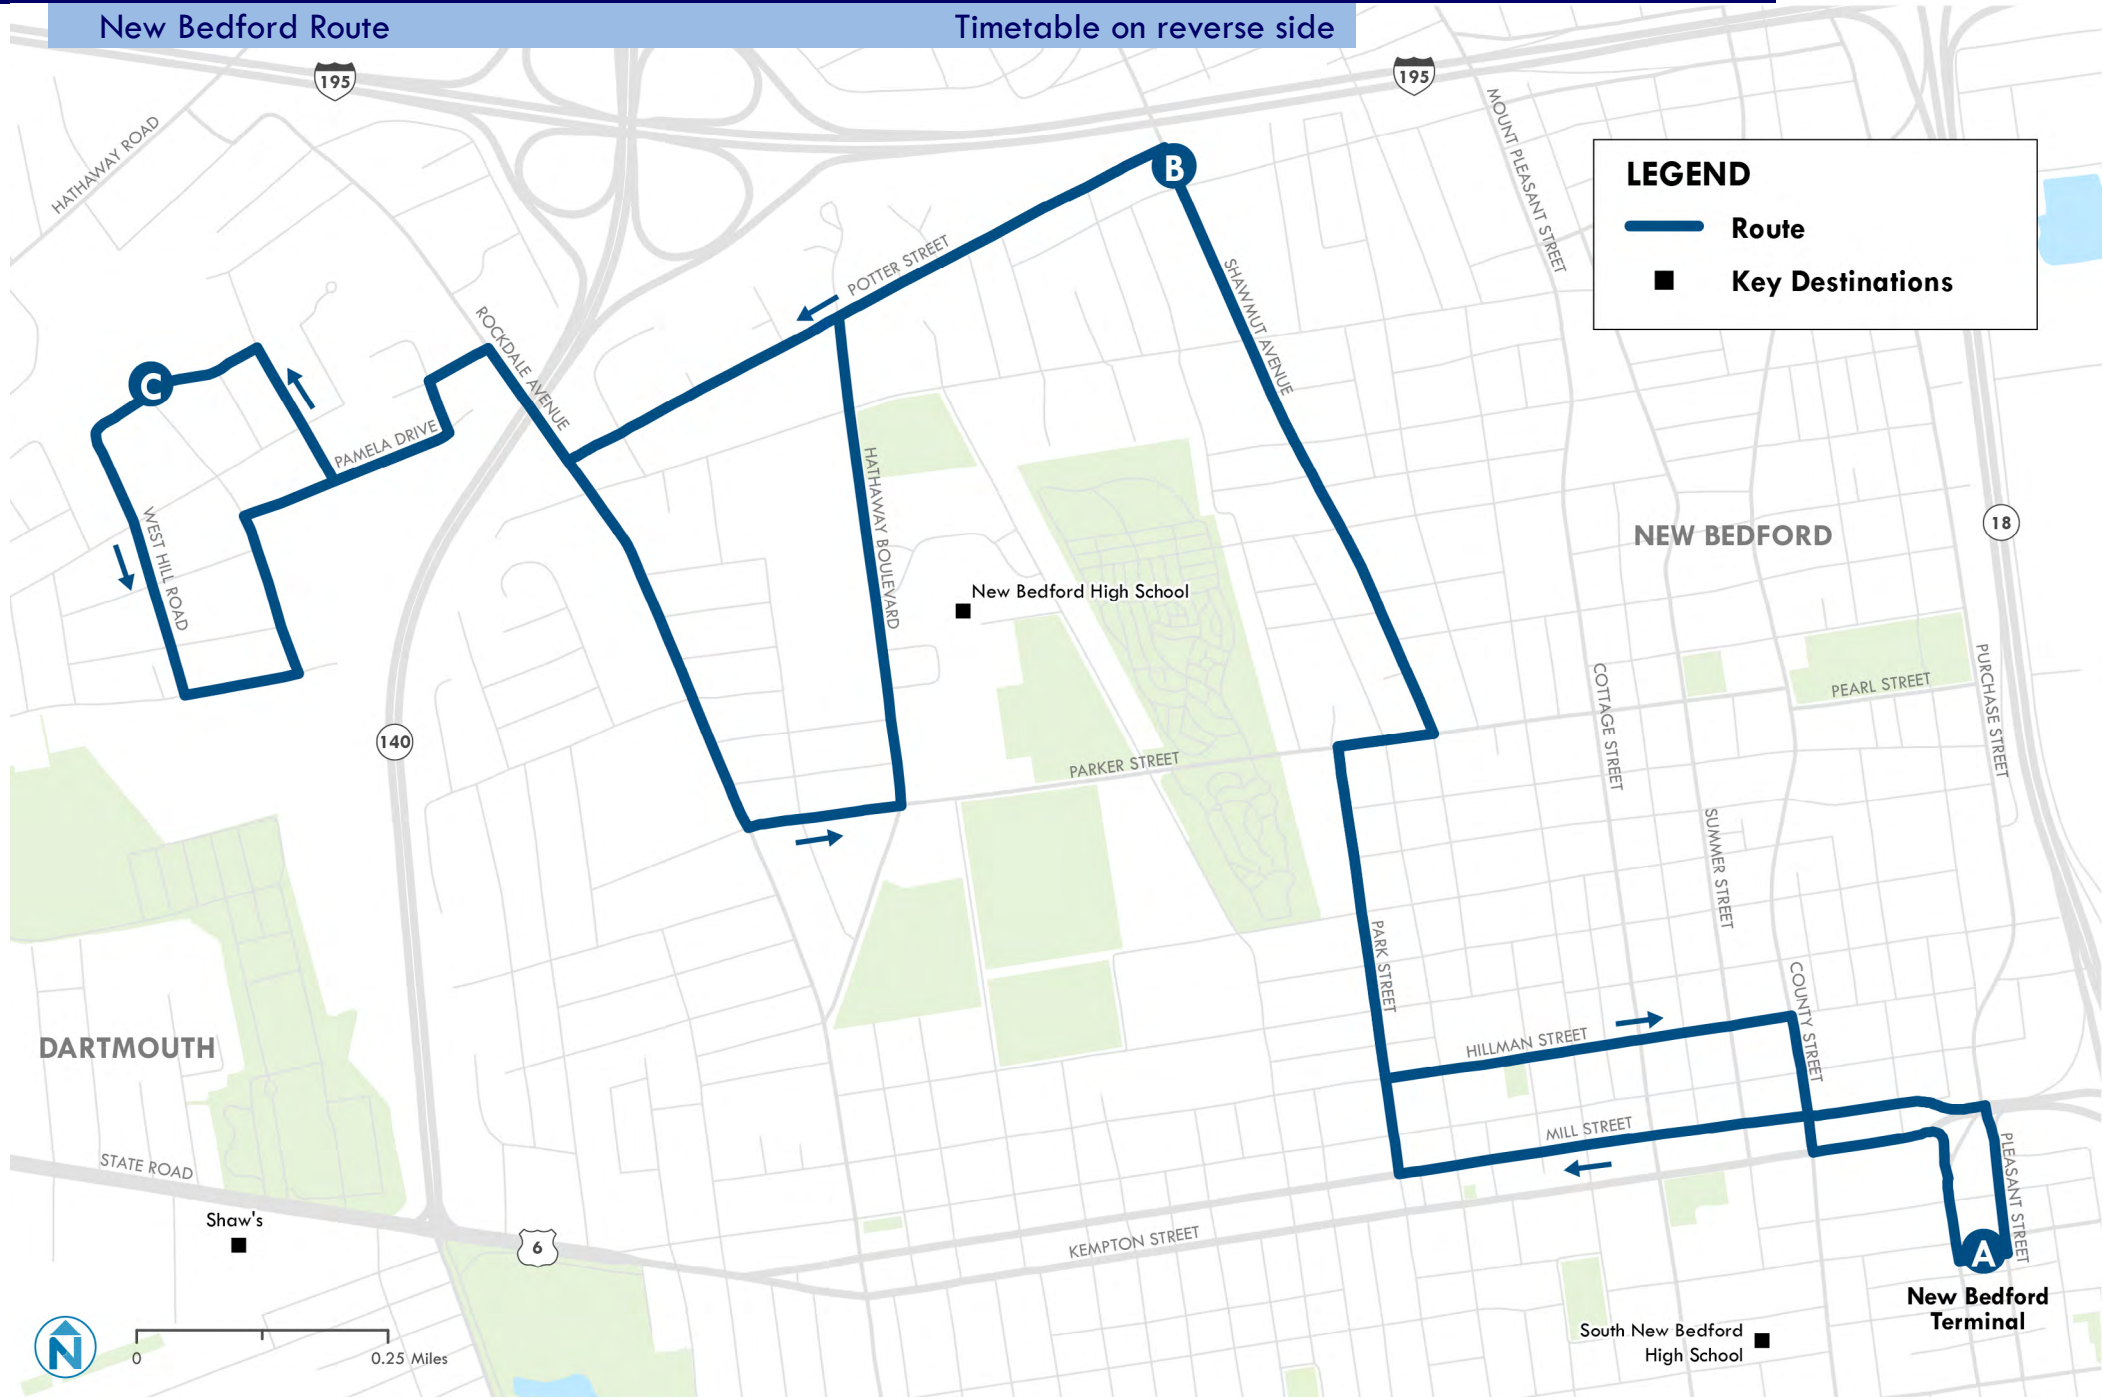 New Bedford Route
Timetable on reverse side
195
195
HATHAWAY ROAD
MOUNT PLEASANT STREET
LEGEND
Route
Key Destinations
B
POTTER STREET
SHAWMUT AVENUE
ROCKDALE AVENUE
C
PAMELA DRIVE
HATHAWAY BOULEVARD
WEST HILL ROAD
NEW BEDFORD
18
New Bedford High School
COTTAGE STREET
PEARL STREET
PURCHASE STREET
140
PARKER STREET
SUMMER STREET
PARK STREET
COUNTY STREET
DARTMOUTH
HILLMAN STREET
MILL STREET
PLEASANT STREET
STATE ROAD
Shaw's
6
KEMPTON STREET
A
New Bedford
Terminal
South New Bedford
High School
N
0
0.25 Miles